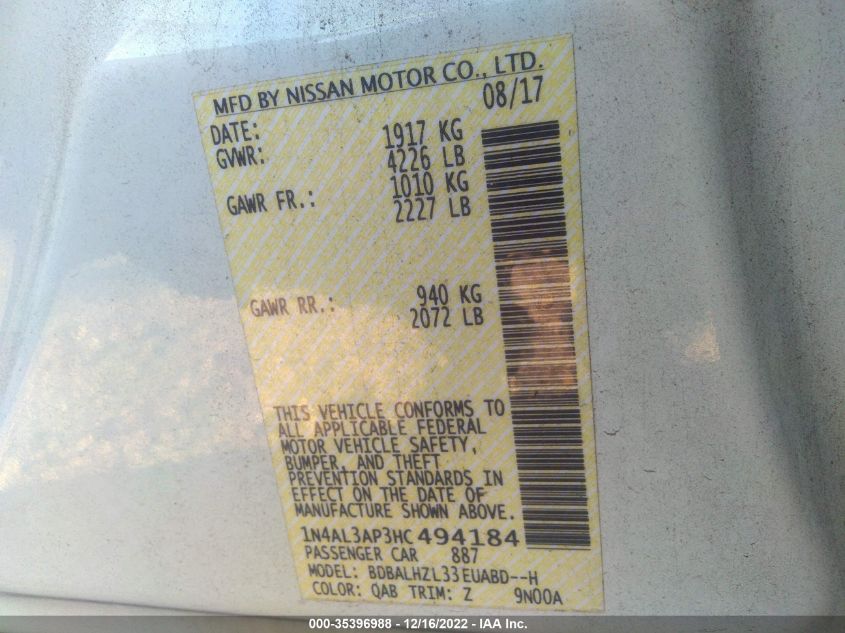 MFD BY NISSAN MOTOR CO., LTD.
DATE: 08/17
GVWR: 1917 KG
4226 LB
GAWR FR.: 1010 KG
2227 LB
GAWR RR.: 940 KG
2072 LB
THIS VEHICLE CONFORMS TO
ALL APPLICABLE FEDERAL
MOTOR VEHICLE SAFETY,
BUMPER, AND THEFT
PREVENTION STANDARDS IN
EFFECT ON THE DATE OF
MANUFACTURE SHOWN ABOVE.
1N4AL3AP3HC494184
PASSENGER CAR 887
MODEL: BDBALHZL33EUABD--H
COLOR: QAB TRIM: Z 9N00A
000-35396988 - 12/16/2022 - IAA Inc.